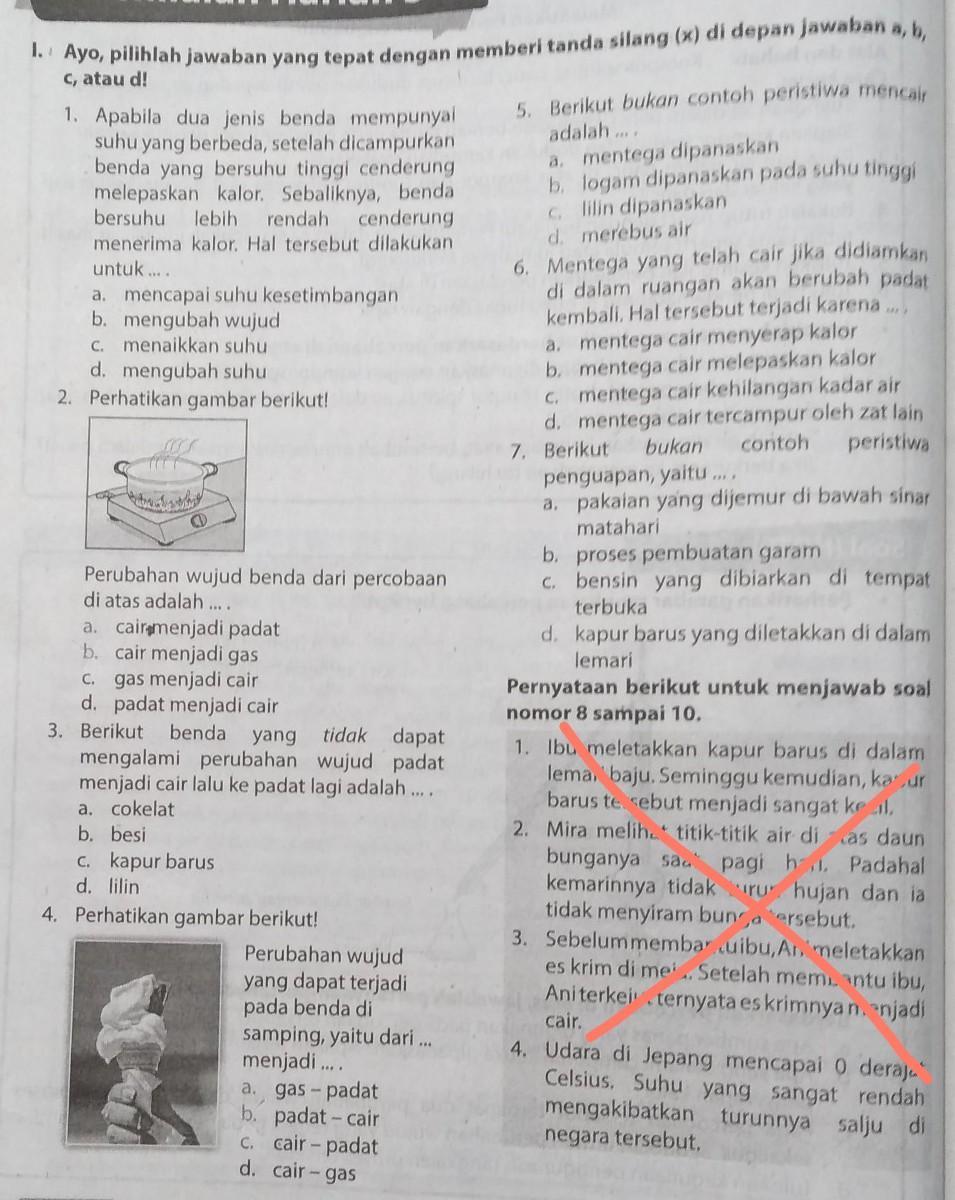 I. Ayo, pilihlah jawaban yang tepat dengan memberi tanda silang (x) di depan jawaban a, b,
c, atau d!
1. Apabila dua jenis benda mempunyai
suhu yang berbeda, setelah dicampurkan
benda yang bersuhu tinggi cenderung
melepaskan kalor. Sebaliknya, benda
bersuhu lebih rendah cenderung
menerima kalor. Hal tersebut dilakukan
untuk ... .
a. mencapai suhu kesetimbangan
b. mengubah wujud
c. menaikkan suhu
d. mengubah suhu
2. Perhatikan gambar berikut!
Perubahan wujud benda dari percobaan
di atas adalah ... .
a. cair menjadi padat
b. cair menjadi gas
c. gas menjadi cair
d. padat menjadi cair
3. Berikut benda yang tidak dapat
mengalami perubahan wujud padat
menjadi cair lalu ke padat lagi adalah ... .
a. cokelat
b. besi
c. kapur barus
d. lilin
4. Perhatikan gambar berikut!
Perubahan wujud
yang dapat terjadi
pada benda di
samping, yaitu dari ...
menjadi ... .
a. gas – padat
b. padat – cair
c. cair – padat
d. cair – gas
5. Berikut bukan contoh peristiwa mencair
adalah ... .
a. mentega dipanaskan
b. logam dipanaskan pada suhu tinggi
c. lilin dipanaskan
d. merebus air
6. Mentega yang telah cair jika didiamkan
di dalam ruangan akan berubah padat
kembali. Hal tersebut terjadi karena ... .
a. mentega cair menyerap kalor
b. mentega cair melepaskan kalor
c. mentega cair kehilangan kadar air
d. mentega cair tercampur oleh zat lain
7. Berikut bukan contoh peristiwa
penguapan, yaitu ... .
a. pakaian yang dijemur di bawah sinar
matahari
b. proses pembuatan garam
c. bensin yang dibiarkan di tempat
terbuka
d. kapur barus yang diletakkan di dalam
lemari
Pernyataan berikut untuk menjawab soal
nomor 8 sampai 10.
1. Ibu meletakkan kapur barus di dalam
lemari baju. Seminggu kemudian, kapur
barus tersebut menjadi sangat kecil.
2. Mira melihat titik-titik air di atas daun
bunganya saat pagi hari. Padahal
kemarinnya tidak turun hujan dan ia
tidak menyiram bunga tersebut.
3. Sebelum membantu ibu, Ani meletakkan
es krim di meja. Setelah membantu ibu,
Ani terkejut ternyata es krimnya menjadi
cair.
4. Udara di Jepang mencapai 0 derajat
Celsius. Suhu yang sangat rendah
mengakibatkan turunnya salju di
negara tersebut.